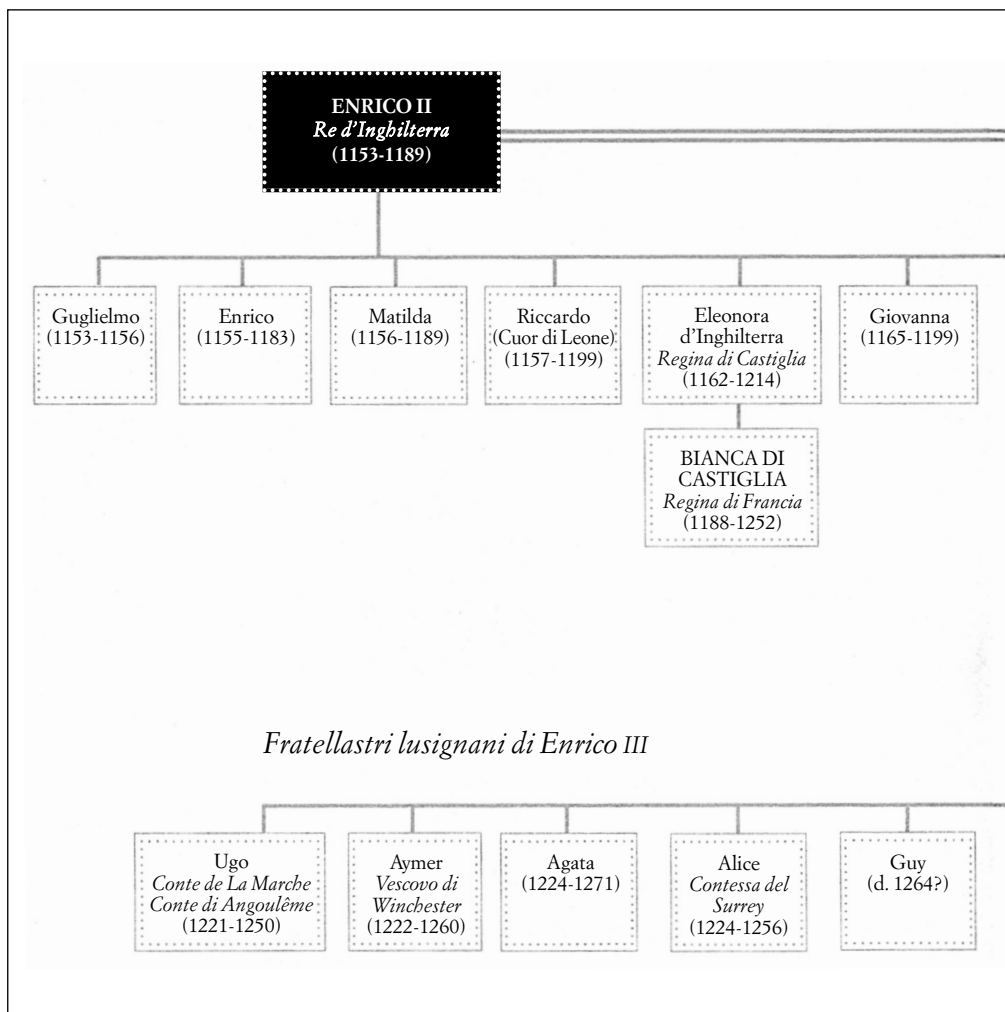 ENRICO II
Re d'Inghilterra
(1153-1189)
Guglielmo
(1153-1156)
Enrico
(1155-1183)
Matilda
(1156-1189)
Riccardo
(Cuor di Leone)
(1157-1199)
Eleonora
d'Inghilterra
Regina di Castiglia
(1162-1214)
Giovanna
(1165-1199)
BIANCA DI
CASTIGLIA
Regina di Francia
(1188-1252)
Fratellastri lusignani di Enrico III
Ugo
Conte de La Marche
Conte di Angoulême
(1221-1250)
Aymer
Vescovo di
Winchester
(1222-1260)
Agata
(1224-1271)
Alice
Contessa del
Surrey
(1224-1256)
Guy
(d. 1264?)